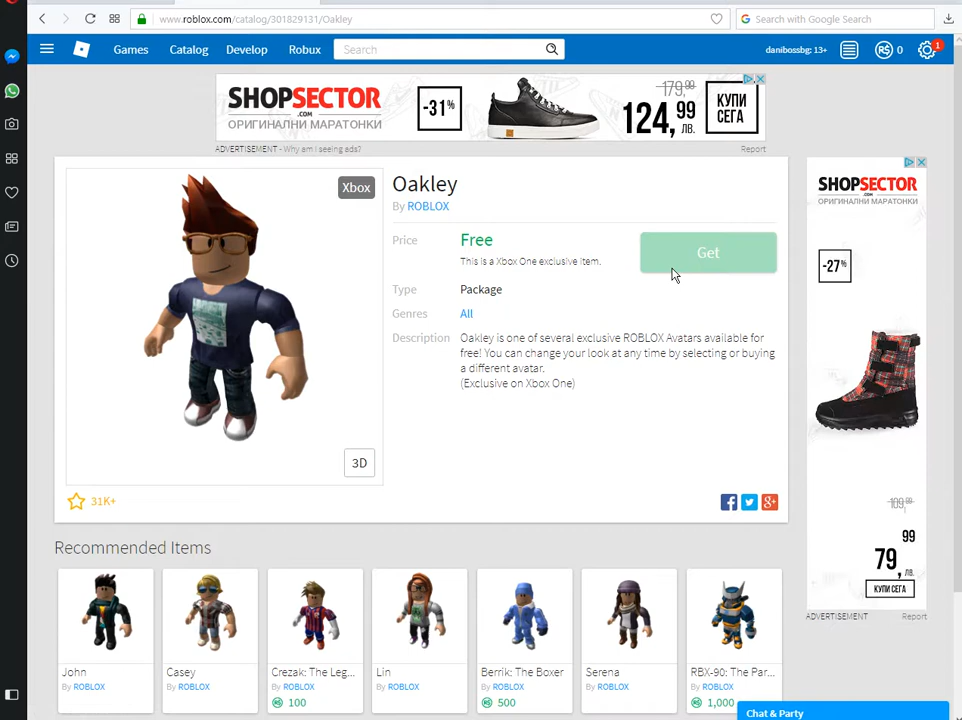 www.roblox.com/catalog/301829131/Oakley
Search with Google Search
Games Catalog Develop Robux Search danibossbg: 13+ R$ 0 1
SHOPSECTOR
.COM
ОРИГИНАЛНИ МАРАТОНКИ
-31%
179,99
124,99 ЛВ.
КУПИ
СЕГА
ADVERTISEMENT - Why am I seeing ads? Report
Xbox
3D
31K+
Oakley
By ROBLOX
Price Free Get
This is a Xbox One exclusive item.
Type Package
Genres All
Description Oakley is one of several exclusive ROBLOX Avatars available for
free! You can change your look at any time by selecting or buying
a different avatar.
(Exclusive on Xbox One)
SHOPSECTOR
.COM
ОРИГИНАЛНИ МАРАТОНКИ
-27%
109,99
79,99 ЛВ.
КУПИ СЕГА
ADVERTISEMENT Report
Recommended Items
John
By ROBLOX
Casey
By ROBLOX
Crezak: The Leg...
By ROBLOX
R$ 100
Lin
By ROBLOX
Berrik: The Boxer
By ROBLOX
R$ 500
Serena
By ROBLOX
RBX-90: The Par...
By ROBLOX
R$ 1,000
Chat & Party